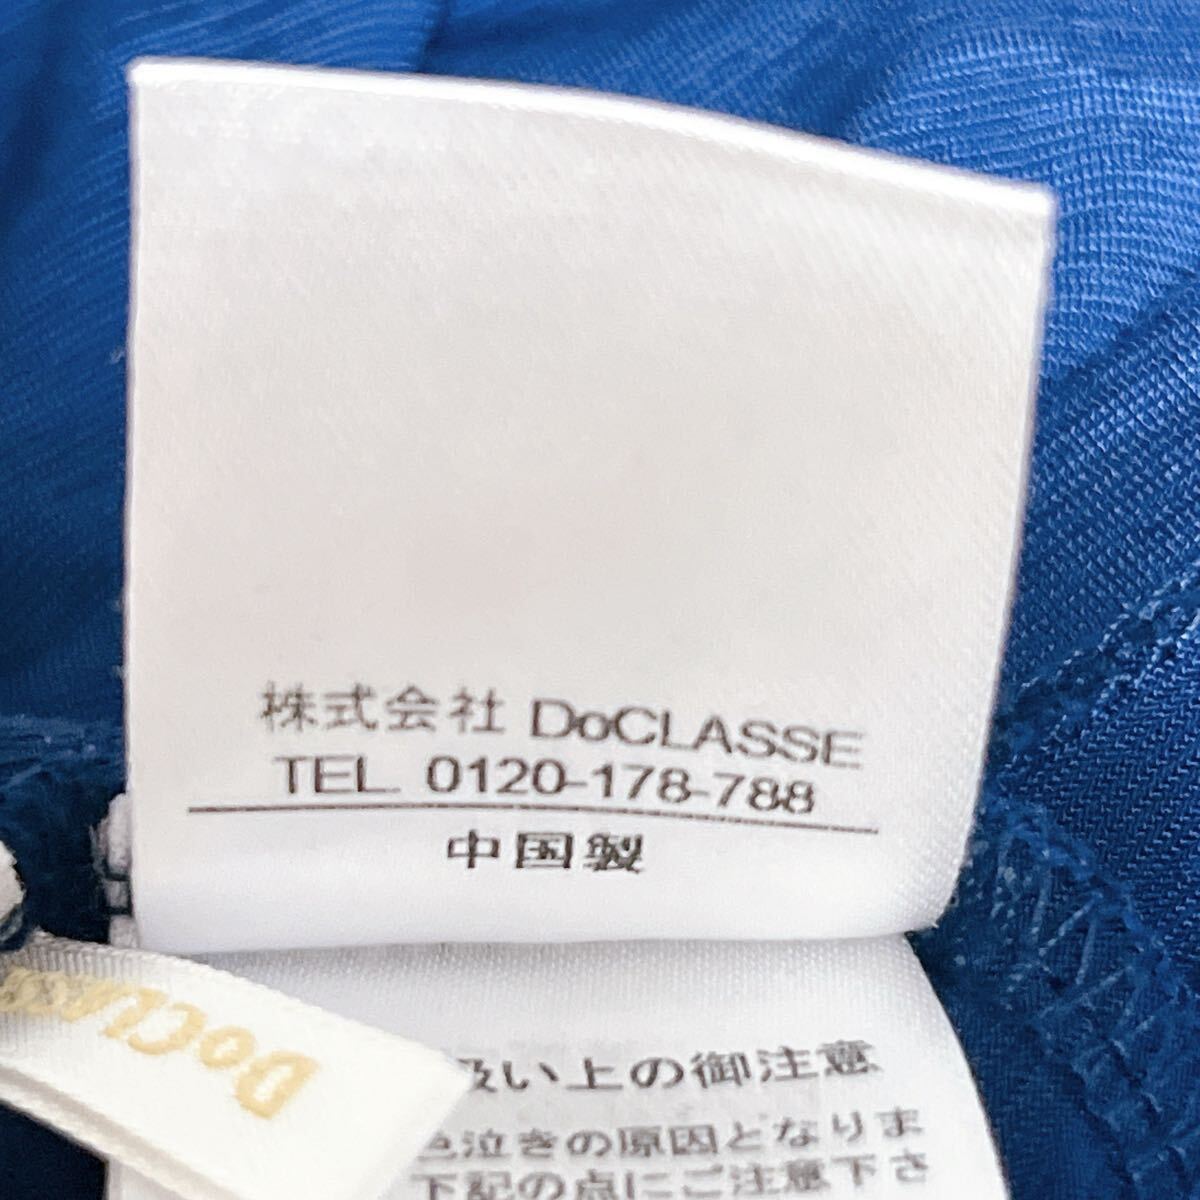 株式会社 DoCLASSE
TEL 0120-178-788
中国製
い上の御注意
色泣きの原因となりま
下記の点にご注意下さ
DoCLASS